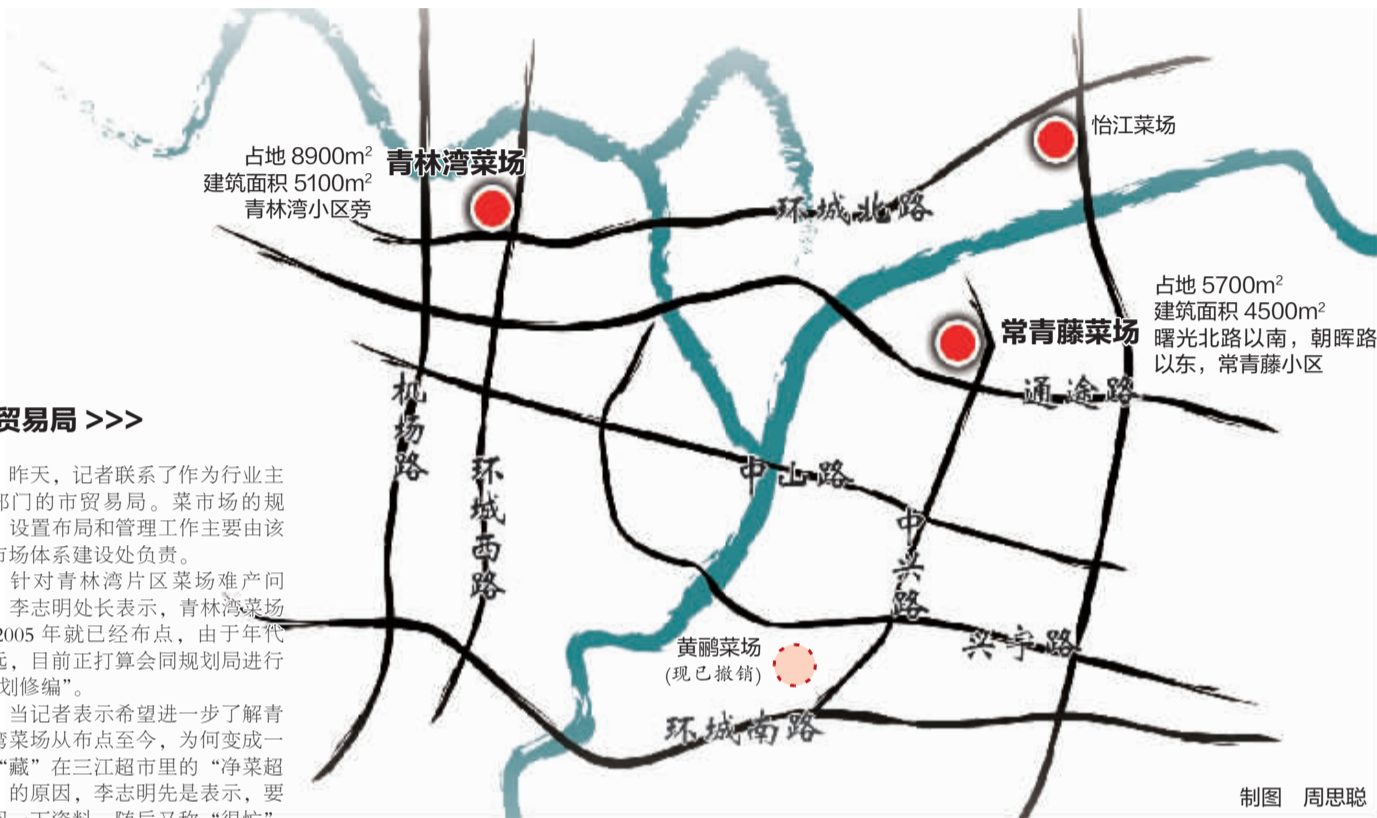 占地 8900m²
建筑面积 5100m²
青林湾小区旁
青林湾菜场
怡江菜场
环城北路
占地 5700m²
建筑面积 4500m²
曙光北路以南，朝晖路
以东，常青藤小区
常青藤菜场
通途路
机场路
环城西路
中山路
中兴路
兴宁路
黄鹂菜场
(现已撤销)
环城南路
制图 周思聪
贸易局 >>>
昨天，记者联系了作为行业主
部门的市贸易局。菜市场的规
设置布局和管理工作主要由该
市场体系建设处负责。
针对青林湾片区菜场难产问
李志明处长表示，青林湾菜场
2005 年就已经布点，由于年代
远，目前正打算会同规划局进行
划修编”。
当记者表示希望进一步了解青
湾菜场从布点至今，为何变成一
“藏”在三江超市里的“净菜超
的原因，李志明先是表示，要
一下资料，随后又称“很忙”